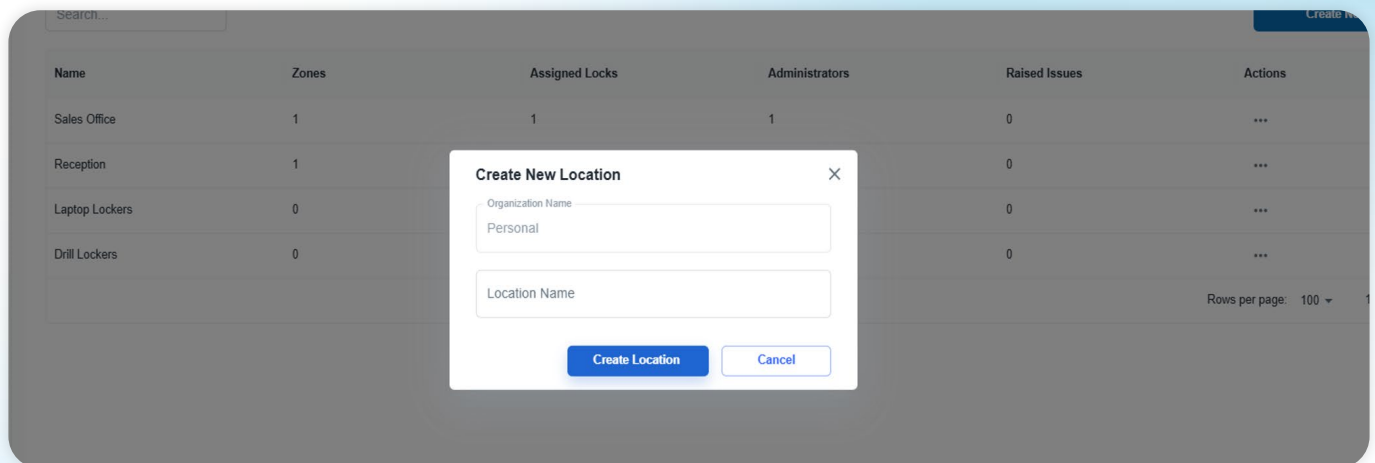 Search...
Create N
Name Zones Assigned Locks Administrators Raised Issues Actions
Sales Office 1 1 1 0 •••
Reception 1 0 •••
Laptop Lockers 0 0 •••
Drill Lockers 0 0 •••
Rows per page: 100 1
Create New Location
Organization Name
Personal
Location Name
Create Location Cancel